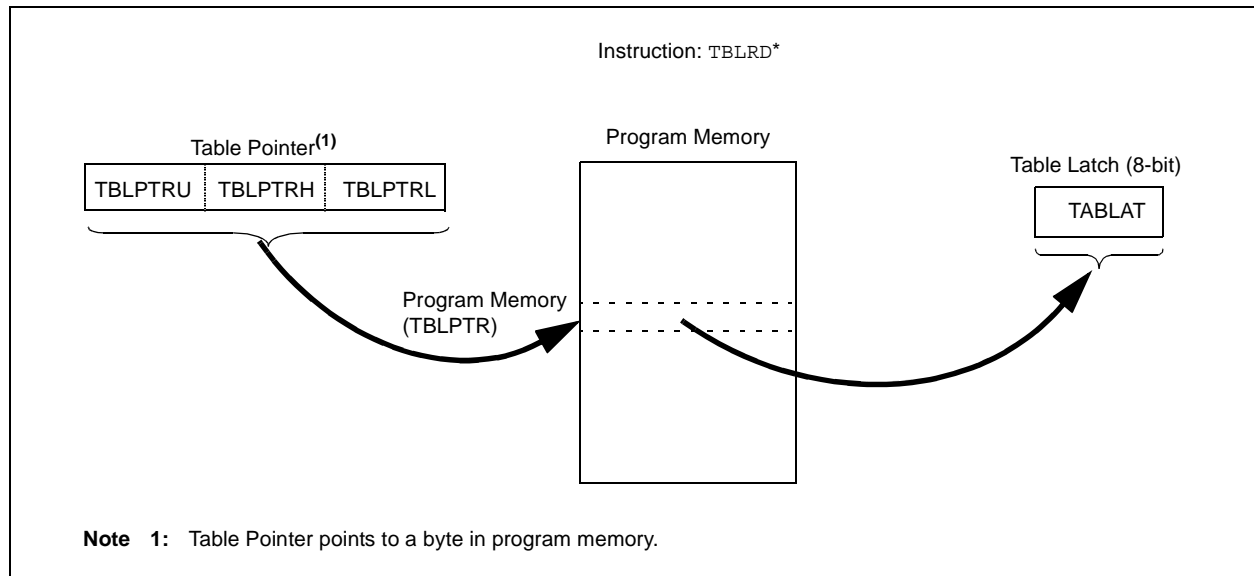 Instruction: TBLRD*
Table Pointer(1)
TBLPTRU TBLPTRH TBLPTRL
Program Memory
Table Latch (8-bit)
TABLAT
Program Memory
(TBLPTR)
Note 1: Table Pointer points to a byte in program memory.